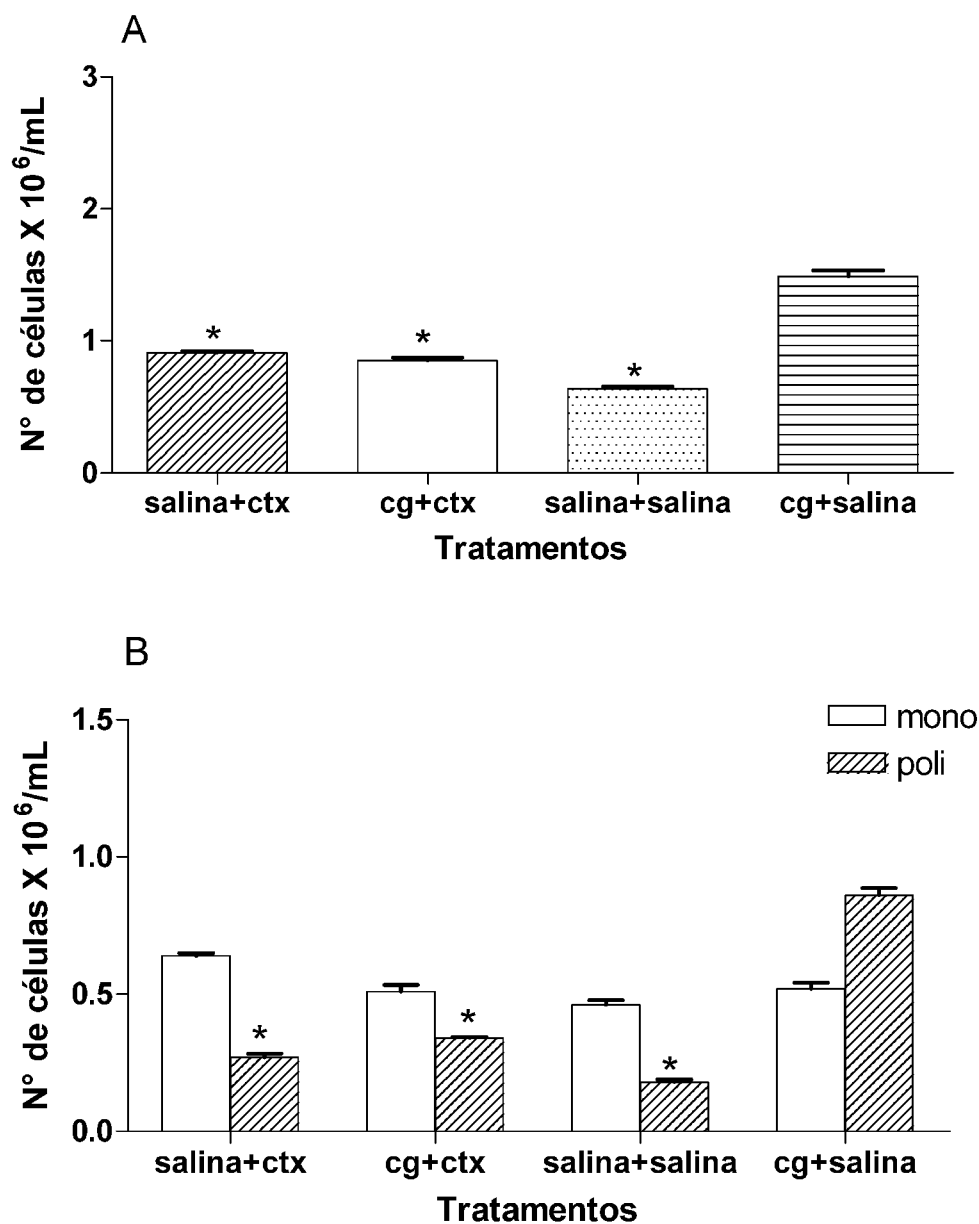 A
N° de células X 10⁶/mL
3
2
1
0
*
*
*
salina+ctx cg+ctx salina+salina cg+salina
Tratamentos
B
N° de células X 10⁶/mL
mono
poli
1.5
1.0
0.5
0.0
*
*
*
salina+ctx cg+ctx salina+salina cg+salina
Tratamentos